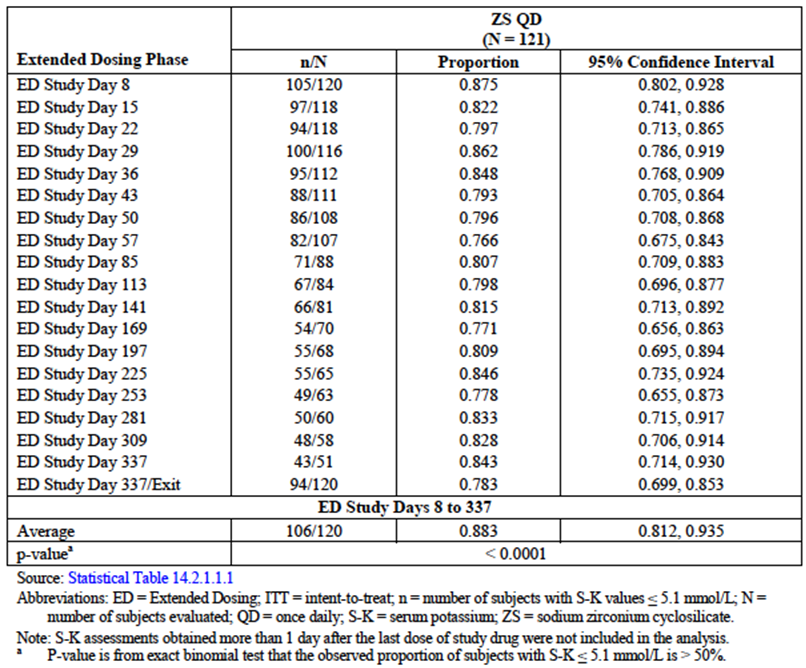 ZS QD
(N = 121)
Extended Dosing Phase n/N Proportion 95% Confidence Interval
ED Study Day 8 105/120 0.875 0.802, 0.928
ED Study Day 15 97/118 0.822 0.741, 0.886
ED Study Day 22 94/118 0.797 0.713, 0.865
ED Study Day 29 100/116 0.862 0.786, 0.919
ED Study Day 36 95/112 0.848 0.768, 0.909
ED Study Day 43 88/111 0.793 0.705, 0.864
ED Study Day 50 86/108 0.796 0.708, 0.868
ED Study Day 57 82/107 0.766 0.675, 0.843
ED Study Day 85 71/88 0.807 0.709, 0.883
ED Study Day 113 67/84 0.798 0.696, 0.877
ED Study Day 141 66/81 0.815 0.713, 0.892
ED Study Day 169 54/70 0.771 0.656, 0.863
ED Study Day 197 55/68 0.809 0.695, 0.894
ED Study Day 225 55/65 0.846 0.735, 0.924
ED Study Day 253 49/63 0.778 0.655, 0.873
ED Study Day 281 50/60 0.833 0.715, 0.917
ED Study Day 309 48/58 0.828 0.706, 0.914
ED Study Day 337 43/51 0.843 0.714, 0.930
ED Study Day 337/Exit 94/120 0.783 0.699, 0.853
ED Study Days 8 to 337
Average 106/120 0.883 0.812, 0.935
p-valueᵃ < 0.0001
Source: Statistical Table 14.2.1.1.1
Abbreviations: ED = Extended Dosing; ITT = intent-to-treat; n = number of subjects with S-K values ≤ 5.1 mmol/L; N =
number of subjects evaluated; QD = once daily; S-K = serum potassium; ZS = sodium zirconium cyclosilicate.
Note: S-K assessments obtained more than 1 day after the last dose of study drug were not included in the analysis.
ᵃ P-value is from exact binomial test that the observed proportion of subjects with S-K ≤ 5.1 mmol/L is > 50%.